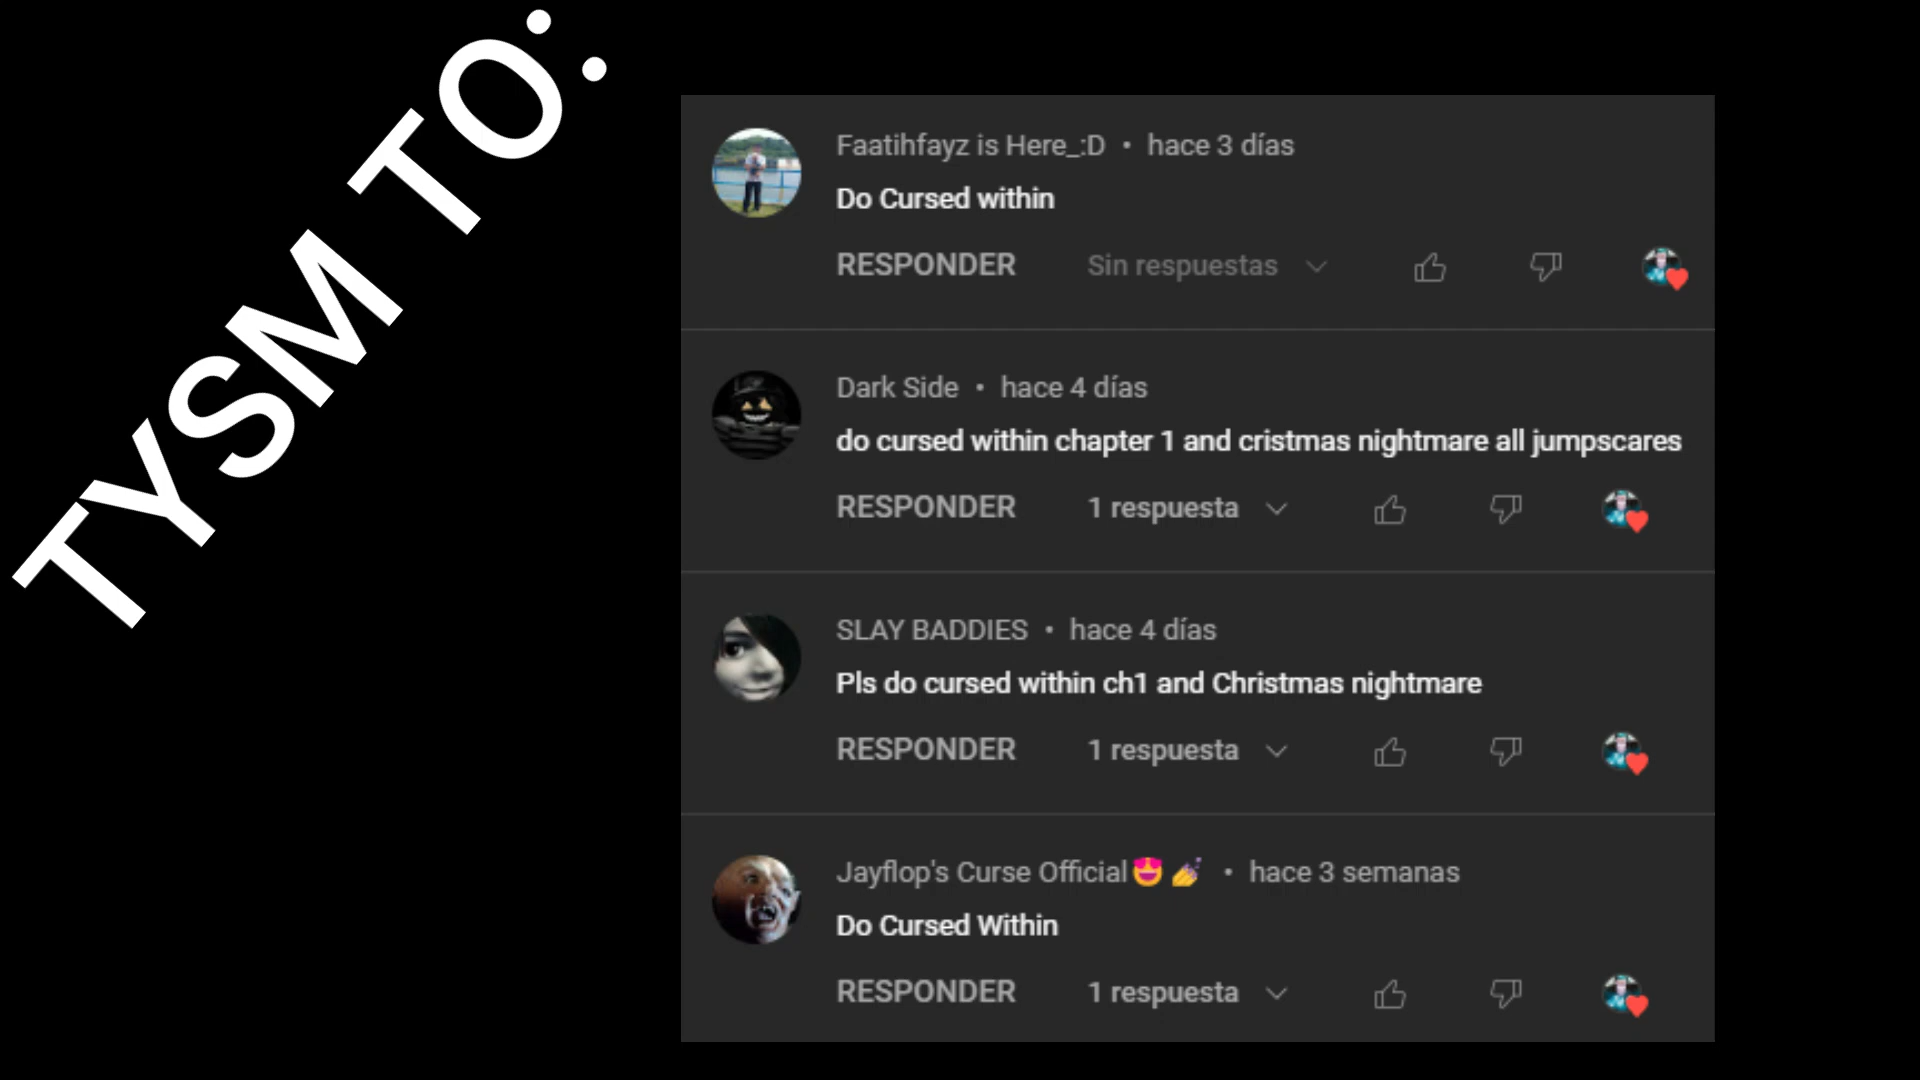 TYSM TO:
Faatihfayz is Here_:D • hace 3 días
Do Cursed within
RESPONDER Sin respuestas
Dark Side • hace 4 días
do cursed within chapter 1 and cristmas nightmare all jumpscares
RESPONDER 1 respuesta
SLAY BADDIES • hace 4 días
Pls do cursed within ch1 and Christmas nightmare
RESPONDER 1 respuesta
Jayflop's Curse Official😍💅 • hace 3 semanas
Do Cursed Within
RESPONDER 1 respuesta